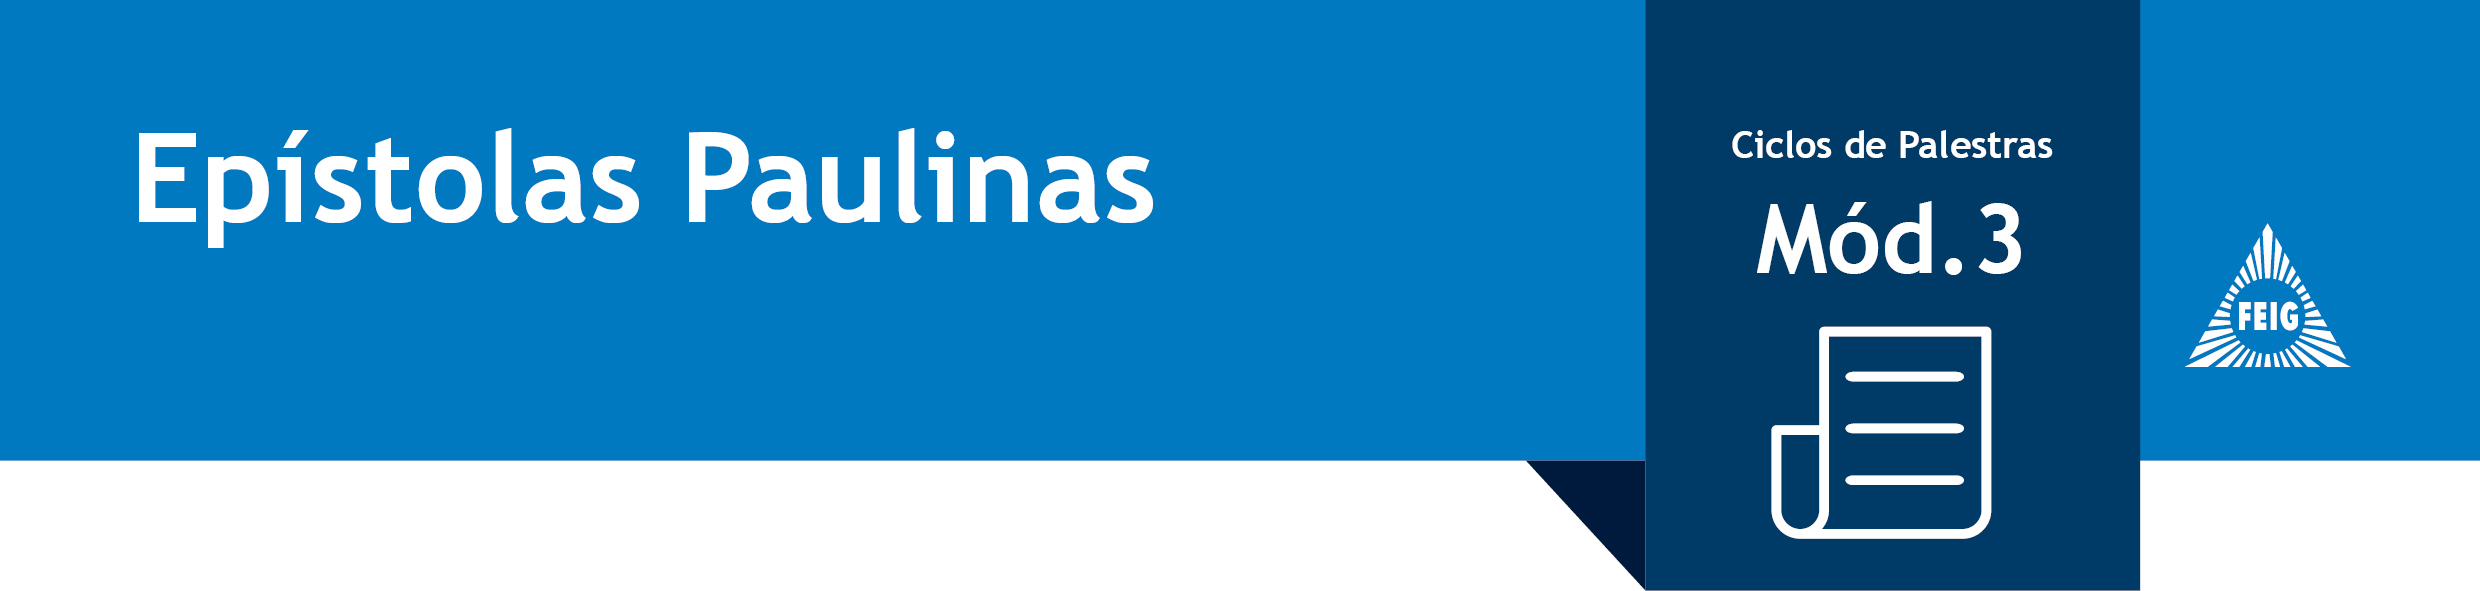 Epístolas Paulinas
Ciclos de Palestras
Mód.3
FEIG